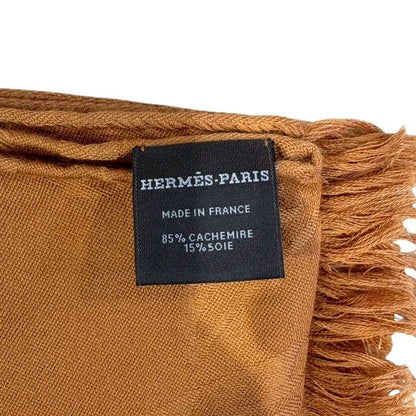 HERMÈS-PARIS
MADE IN FRANCE
85% CACHEMIRE
15% SOIE